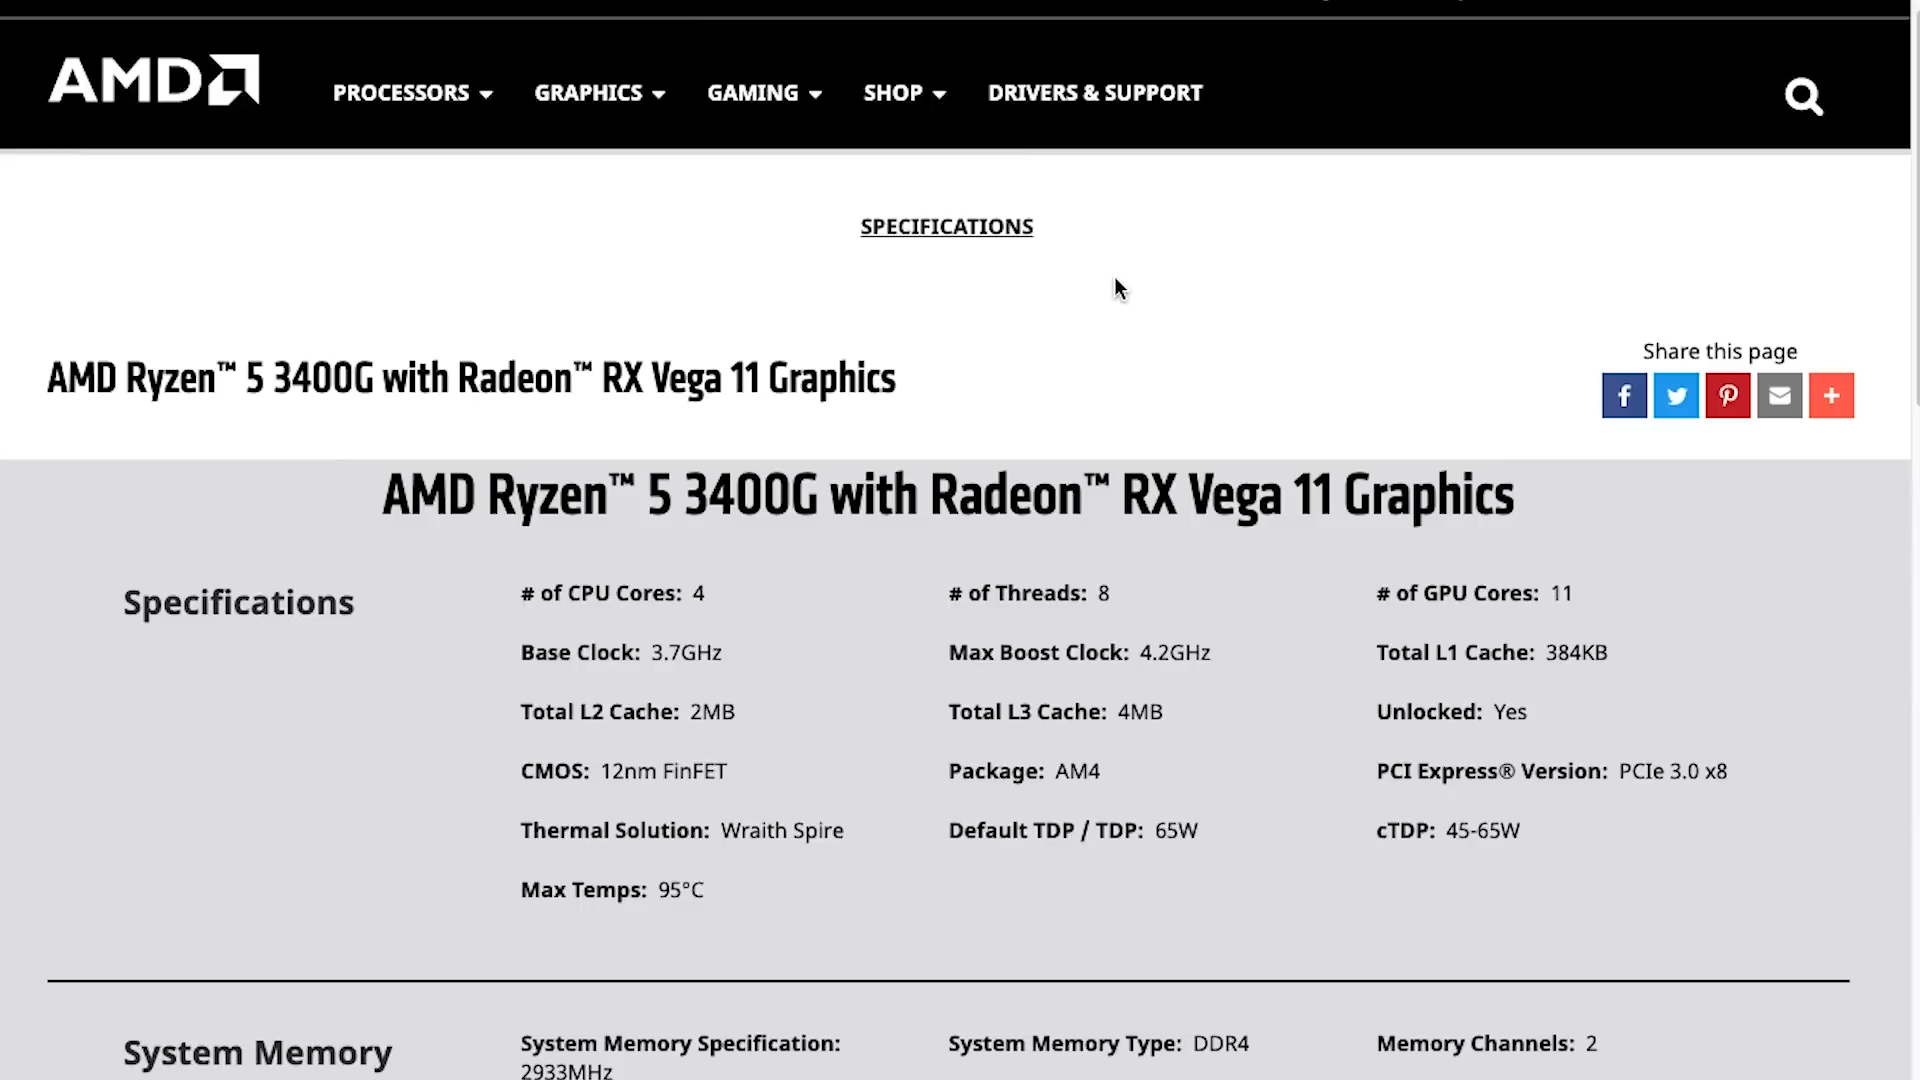 AMD
PROCESSORS GRAPHICS GAMING SHOP DRIVERS & SUPPORT
SPECIFICATIONS
Share this page
AMD Ryzen™ 5 3400G with Radeon™ RX Vega 11 Graphics
AMD Ryzen™ 5 3400G with Radeon™ RX Vega 11 Graphics
Specifications
# of CPU Cores: 4 # of Threads: 8 # of GPU Cores: 11
Base Clock: 3.7GHz Max Boost Clock: 4.2GHz Total L1 Cache: 384KB
Total L2 Cache: 2MB Total L3 Cache: 4MB Unlocked: Yes
CMOS: 12nm FinFET Package: AM4 PCI Express® Version: PCIe 3.0 x8
Thermal Solution: Wraith Spire Default TDP / TDP: 65W cTDP: 45-65W
Max Temps: 95°C
System Memory
System Memory Specification: System Memory Type: DDR4 Memory Channels: 2
2933MHz